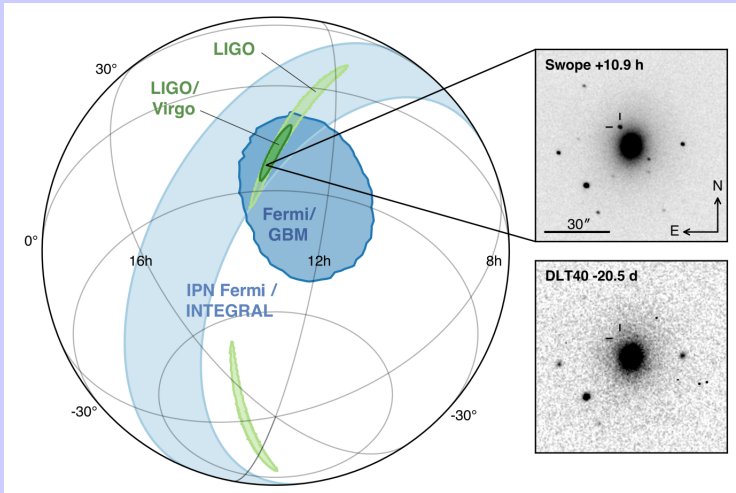 LIGO
LIGO/
Virgo
30°
0°
16h
12h
8h
Fermi/
GBM
IPN Fermi /
INTEGRAL
-30°
-30°
Swope +10.9 h
N
E
30″
DLT40 -20.5 d